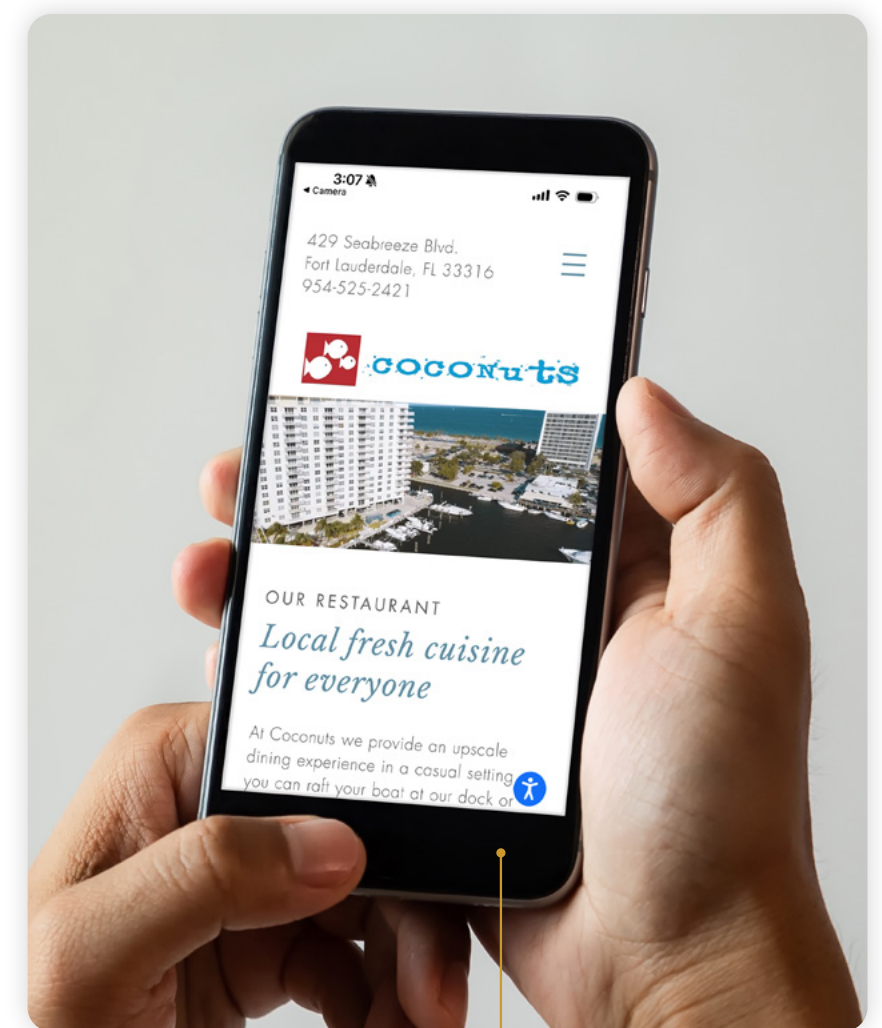 3:07
◀ Camera
429 Seabreeze Blvd.
Fort Lauderdale, FL 33316
954-525-2421
coconuts
OUR RESTAURANT
Local fresh cuisine
for everyone
At Coconuts we provide an upscale
dining experience in a casual setting
you can raft your boat at our dock or